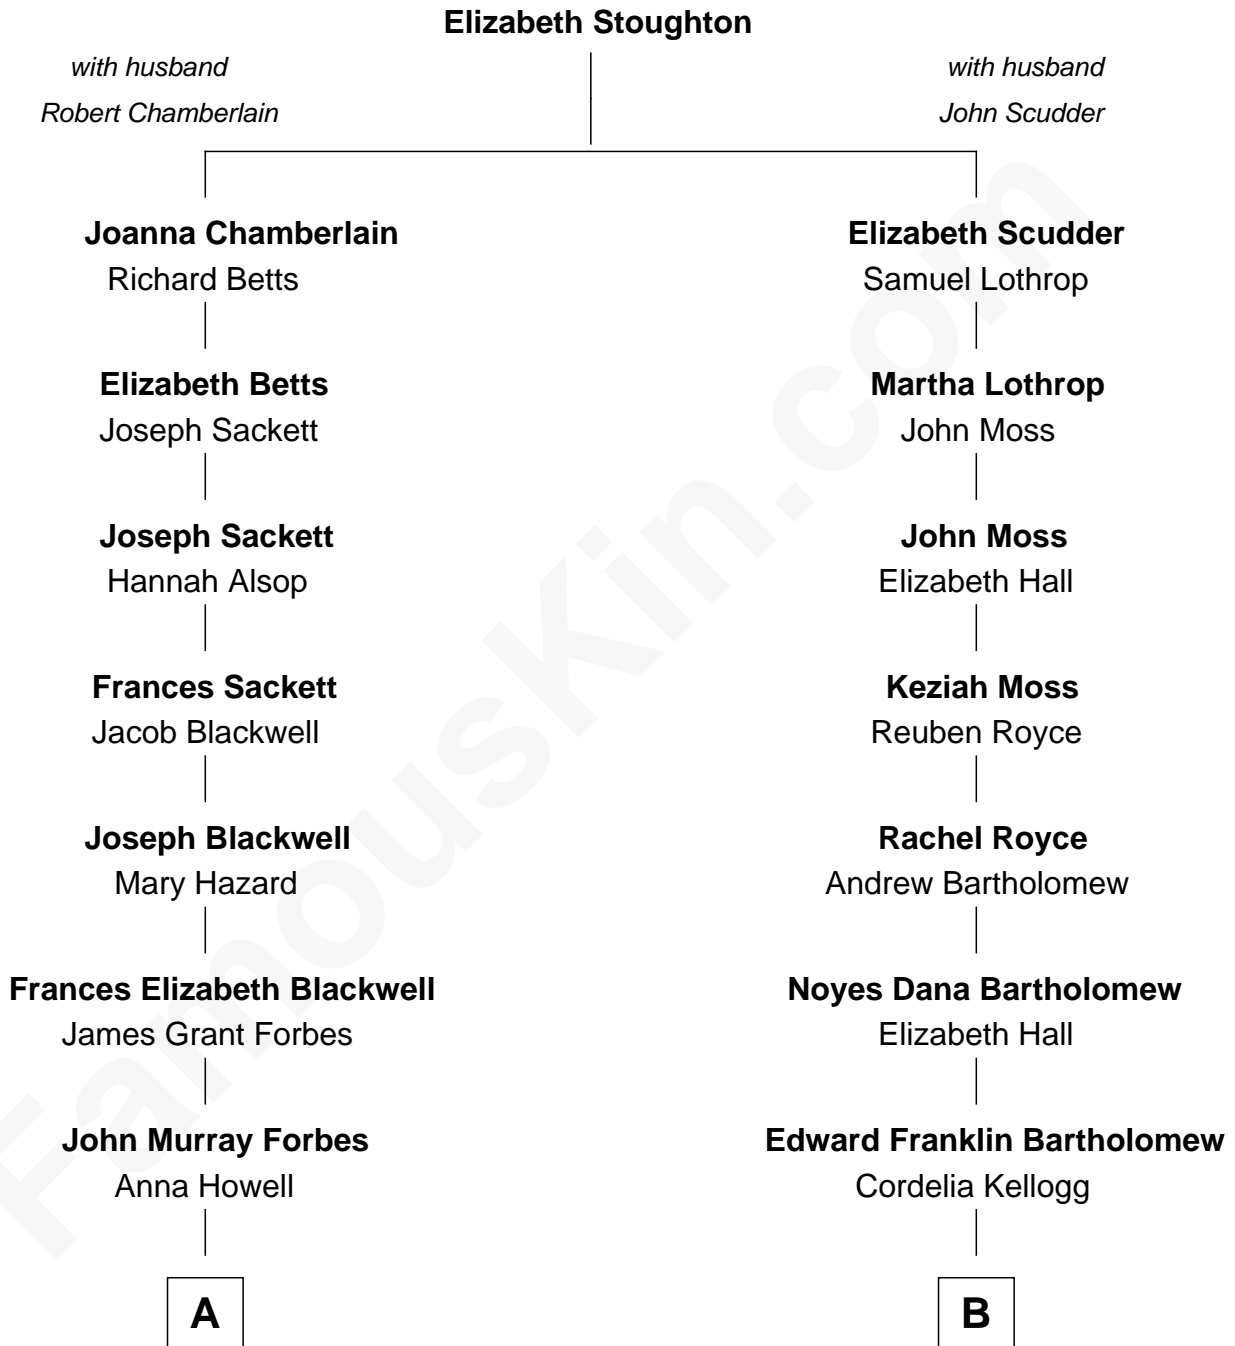 Elizabeth Stoughton
with husband
Robert Chamberlain
with husband
John Scudder
Joanna Chamberlain
Richard Betts
Elizabeth Scudder
Samuel Lothrop
Elizabeth Betts
Joseph Sackett
Martha Lothrop
John Moss
Joseph Sackett
Hannah Alsop
John Moss
Elizabeth Hall
Frances Sackett
Jacob Blackwell
Keziah Moss
Reuben Royce
Joseph Blackwell
Mary Hazard
Rachel Royce
Andrew Bartholomew
Frances Elizabeth Blackwell
James Grant Forbes
Noyes Dana Bartholomew
Elizabeth Hall
John Murray Forbes
Anna Howell
Edward Franklin Bartholomew
Cordelia Kellogg
A
B
FamousKin.com